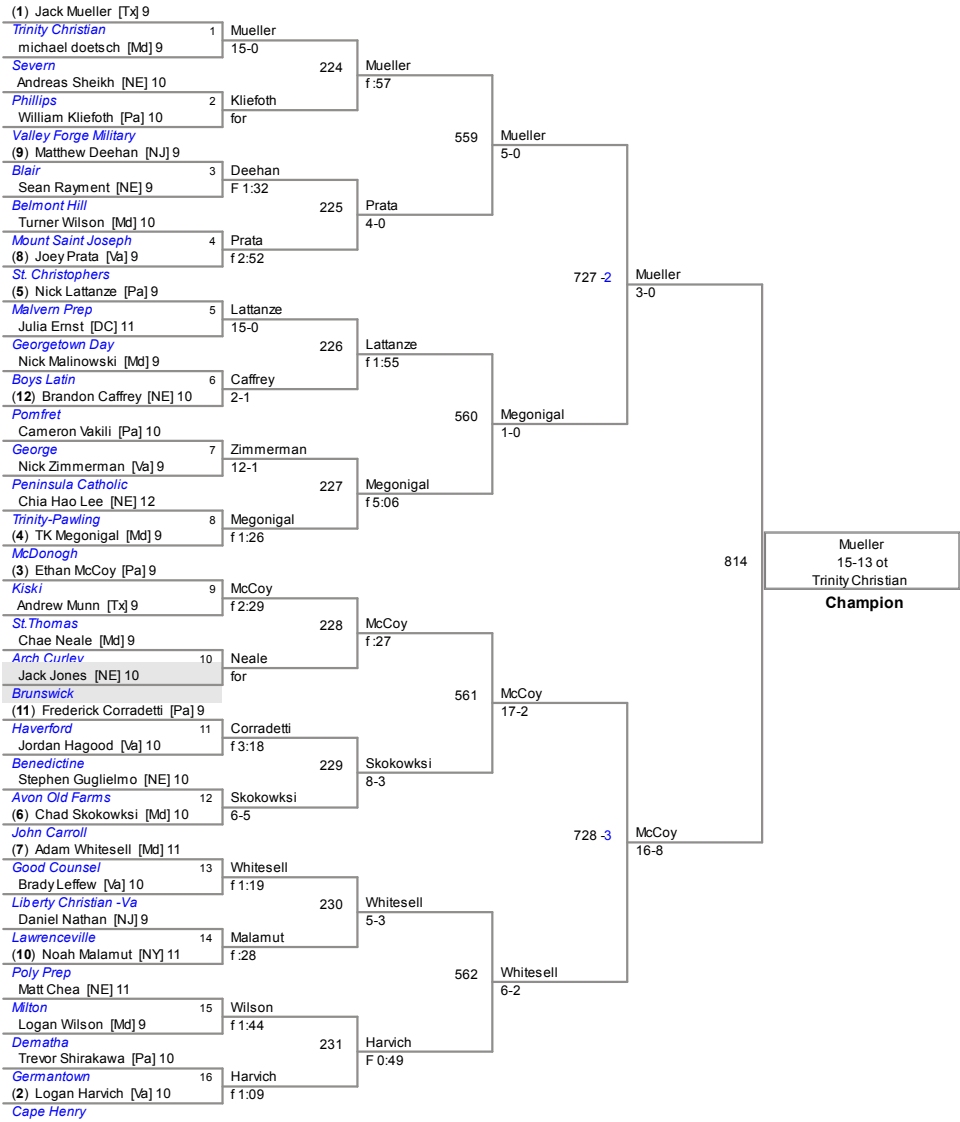 (1) Jack Mueller [Tx] 9
Trinity Christian 1 Mueller
michael doetsch [Md] 9 15-0
Severn 224 Mueller
Andreas Sheikh [NE] 10 f :57
Phillips 2 Kliefoth
William Kliefoth [Pa] 10 for
Valley Forge Military 559 Mueller
(9) Matthew Deehan [NJ] 9 5-0
Blair 3 Deehan
Sean Rayment [NE] 9 F 1:32
Belmont Hill 225 Prata
Turner Wilson [Md] 10 4-0
Mount Saint Joseph 4 Prata
(8) Joey Prata [Va] 9 f 2:52
St. Christophers 727 -2 Mueller
(5) Nick Lattanze [Pa] 9 3-0
Malvern Prep 5 Lattanze
Julia Ernst [DC] 11 15-0
Georgetown Day 226 Lattanze
Nick Malinowski [Md] 9 f 1:55
Boys Latin 6 Caffrey
(12) Brandon Caffrey [NE] 10 2-1
Pomfret 560 Megonigal
Cameron Vakili [Pa] 10 1-0
George 7 Zimmerman
Nick Zimmerman [Va] 9 12-1
Peninsula Catholic 227 Megonigal
Chia Hao Lee [NE] 12 f 5:06
Trinity-Pawling 8 Megonigal
(4) TK Megonigal [Md] 9 f 1:26
Mueller
McDonogh 814 15-13 ot
(3) Ethan McCoy [Pa] 9 Trinity Christian
Kiski 9 McCoy Champion
Andrew Munn [Tx] 9 f 2:29
St.Thomas 228 McCoy
Chae Neale [Md] 9 f :27
Arch Curley 10 Neale
Jack Jones [NE] 10 for
Brunswick 561 McCoy
(11) Frederick Corradetti [Pa] 9 17-2
Haverford 11 Corradetti
Jordan Hagood [Va] 10 f 3:18
Benedictine 229 Skokowksi
Stephen Guglielmo [NE] 10 8-3
Avon Old Farms 12 Skokowksi
(6) Chad Skokowksi [Md] 10 6-5
John Carroll 728 -3 McCoy
(7) Adam Whitesell [Md] 11 16-8
Good Counsel 13 Whitesell
Brady Leffew [Va] 10 f 1:19
Liberty Christian -Va 230 Whitesell
Daniel Nathan [NJ] 9 5-3
Lawrenceville 14 Malamut
(10) Noah Malamut [NY] 11 f :28
Poly Prep 562 Whitesell
Matt Chea [NE] 11 6-2
Milton 15 Wilson
Logan Wilson [Md] 9 f 1:44
Dematha 231 Harvich
Trevor Shirakawa [Pa] 10 F 0:49
Germantown 16 Harvich
(2) Logan Harvich [Va] 10 f 1:09
Cape Henry